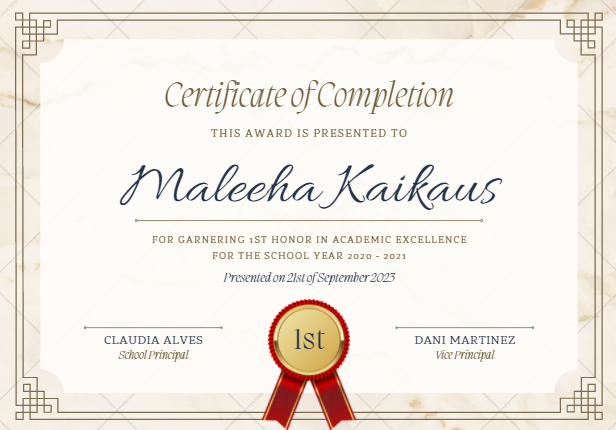 Certificate of Completion
THIS AWARD IS PRESENTED TO
Maleeha Kaikaus
FOR GARNERING 1ST HONOR IN ACADEMIC EXCELLENCE
FOR THE SCHOOL YEAR 2020 - 2021
Presented on 21st of September 2023
1st
CLAUDIA ALVES
School Principal
DANI MARTINEZ
Vice Principal